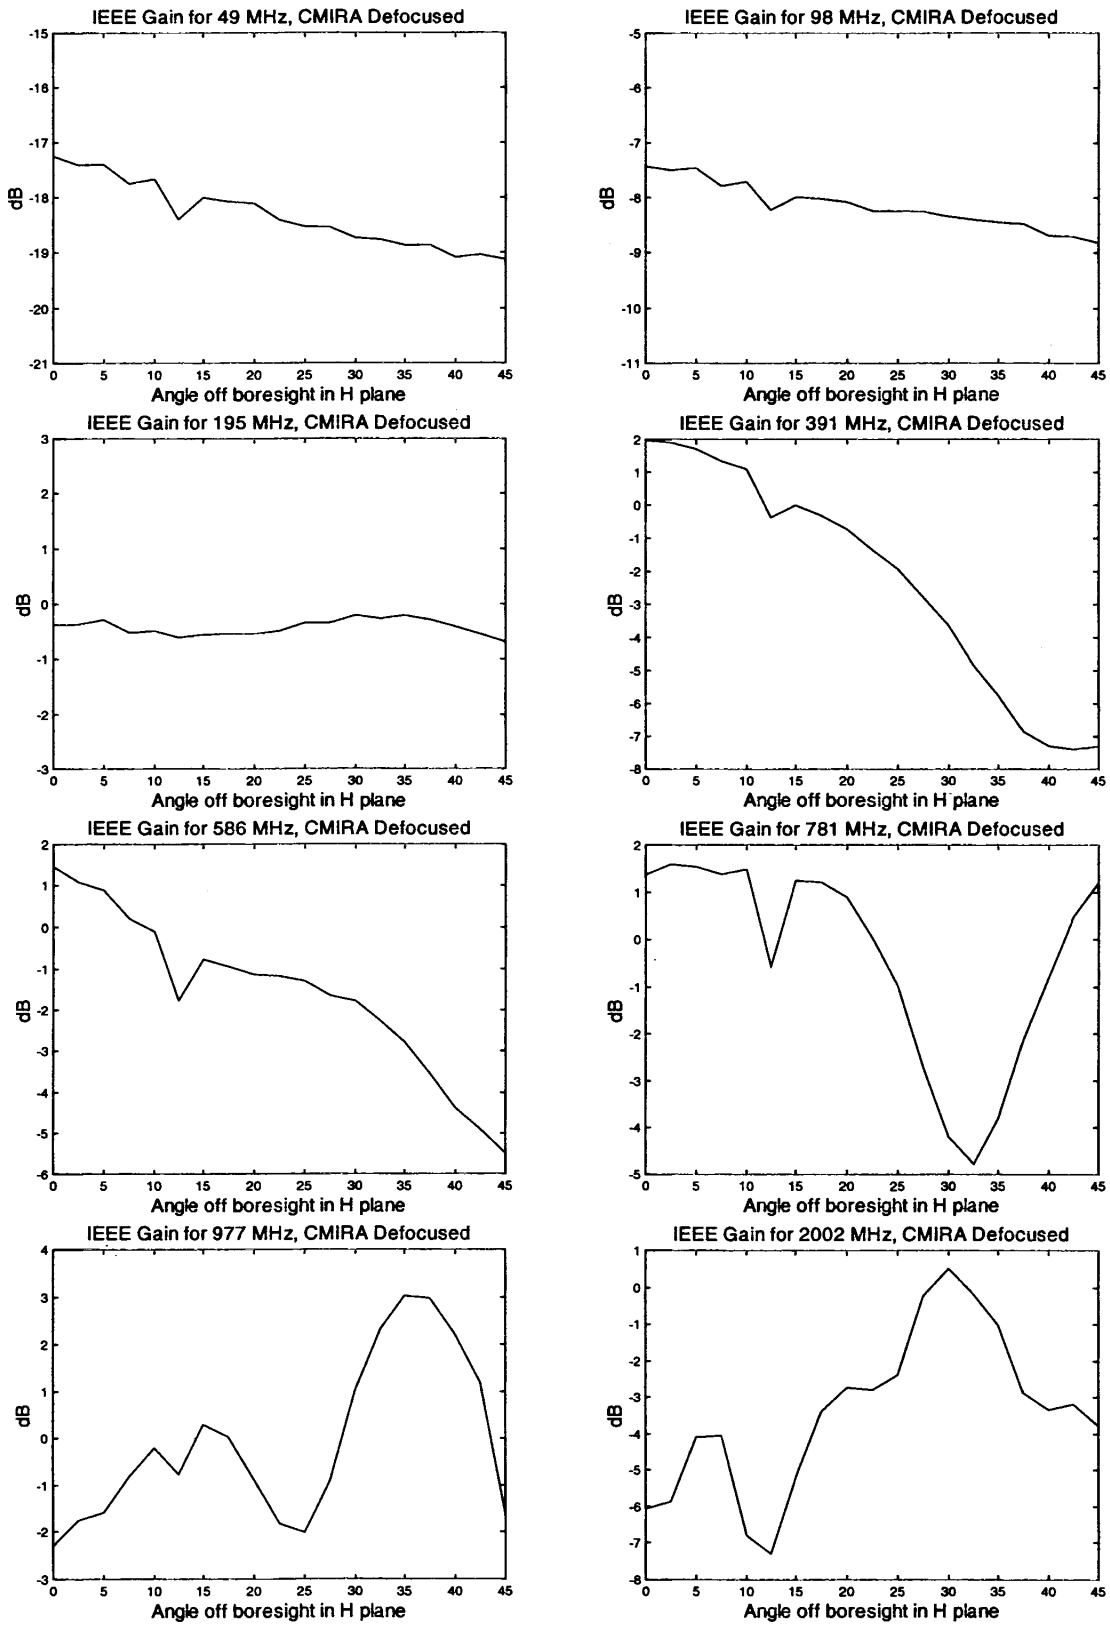 IEEE Gain for 49 MHz, CMIRA Defocused
-15
-16
-17
-18
-19
-20
-21
dB
0 5 10 15 20 25 30 35 40 45
Angle off boresight in H plane
IEEE Gain for 98 MHz, CMIRA Defocused
-5
-6
-7
-8
-9
-10
-11
dB
0 5 10 15 20 25 30 35 40 45
Angle off boresight in H plane
IEEE Gain for 195 MHz, CMIRA Defocused
3
2
1
0
-1
-2
-3
dB
0 5 10 15 20 25 30 35 40 45
Angle off boresight in H plane
IEEE Gain for 391 MHz, CMIRA Defocused
2
1
0
-1
-2
-3
-4
-5
-6
-7
-8
dB
0 5 10 15 20 25 30 35 40 45
Angle off boresight in H plane
IEEE Gain for 586 MHz, CMIRA Defocused
2
1
0
-1
-2
-3
-4
-5
-6
dB
0 5 10 15 20 25 30 35 40 45
Angle off boresight in H plane
IEEE Gain for 781 MHz, CMIRA Defocused
2
1
0
-1
-2
-3
-4
-5
dB
0 5 10 15 20 25 30 35 40 45
Angle off boresight in H plane
IEEE Gain for 977 MHz, CMIRA Defocused
4
3
2
1
0
-1
-2
-3
dB
0 5 10 15 20 25 30 35 40 45
Angle off boresight in H plane
IEEE Gain for 2002 MHz, CMIRA Defocused
1
0
-1
-2
-3
-4
-5
-6
-7
-8
dB
0 5 10 15 20 25 30 35 40 45
Angle off boresight in H plane